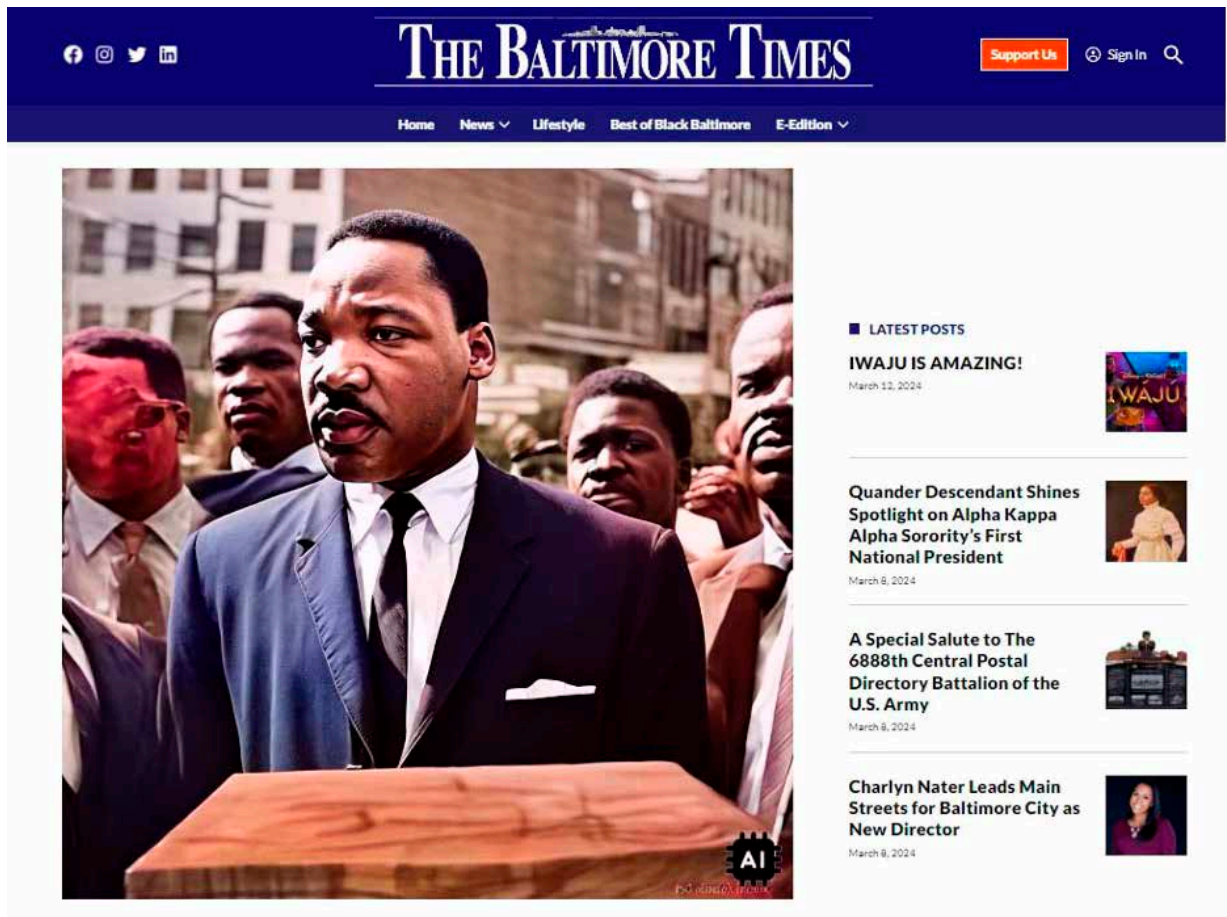 THE BALTIMORE TIMES
Support Us
Sign In
Home
News
Lifestyle
Best of Black Baltimore
E-Edition
LATEST POSTS
IWAJU IS AMAZING!
March 12, 2024
IWAJU
Quander Descendant Shines
Spotlight on Alpha Kappa
Alpha Sorority's First
National President
March 8, 2024
A Special Salute to The
6888th Central Postal
Directory Battalion of the
U.S. Army
March 8, 2024
Charlyn Nater Leads Main
Streets for Baltimore City as
New Director
March 8, 2024
AI